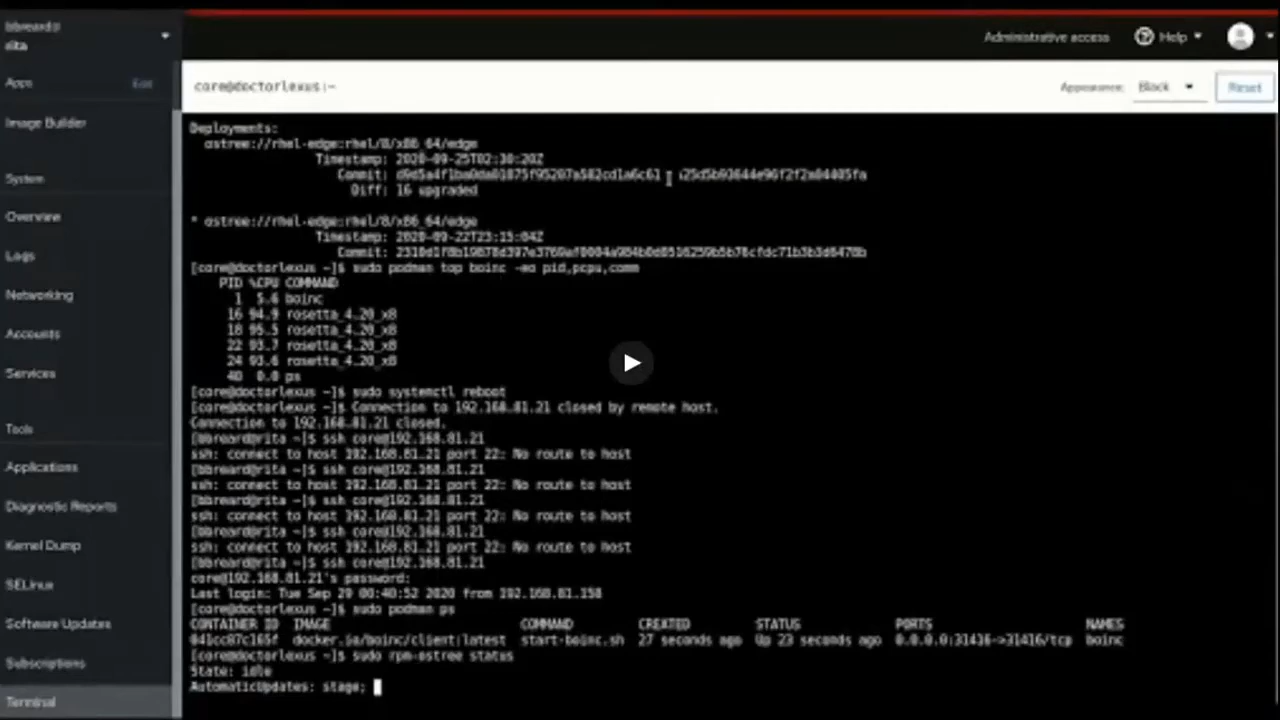 bbreard@
rita
Administrative access
Help
Apps
Edit
core@doctorlexus:~
Appearance:
Black
Reset
Image Builder
System
Overview
Logs
Networking
Accounts
Services
Tools
Applications
Diagnostic Reports
Kernel Dump
SELinux
Software Updates
Subscriptions
Terminal
Deployments:
ostree://rhel-edge:rhel/8/x86_64/edge
Timestamp: 2020-09-25T02:30:20Z
Commit:
Diff: 16 upgraded
* ostree://rhel-edge:rhel/8/x86_64/edge
Timestamp: 2020-09-22T23:15:04Z
Commit:
[core@doctorlexus ~]$ sudo podman top boinc -eo pid,pcpu,comm
PID %CPU COMMAND
1 5.6 boinc
16 94.9 rosetta_4.20_x8
18 95.5 rosetta_4.20_x8
22 93.7 rosetta_4.20_x8
24 93.6 rosetta_4.20_x8
40 0.0 ps
[core@doctorlexus ~]$ sudo systemctl reboot
[core@doctorlexus ~]$ Connection to 192.168.81.21 closed by remote host.
Connection to 192.168.81.21 closed.
[bbreard@rita ~]$ ssh core@192.168.81.21
ssh: connect to host 192.168.81.21 port 22: No route to host
[bbreard@rita ~]$ ssh core@192.168.81.21
ssh: connect to host 192.168.81.21 port 22: No route to host
[bbreard@rita ~]$ ssh core@192.168.81.21
ssh: connect to host 192.168.81.21 port 22: No route to host
[bbreard@rita ~]$ ssh core@192.168.81.21
ssh: connect to host 192.168.81.21 port 22: No route to host
[bbreard@rita ~]$ ssh core@192.168.81.21
core@192.168.81.21's password:
Last login: Tue Sep 29 00:40:52 2020 from 192.168.81.150
[core@doctorlexus ~]$ sudo podman ps
CONTAINER ID IMAGE COMMAND CREATED STATUS PORTS NAMES
docker.io/boinc/client:latest start-boinc.sh 27 seconds ago Up 23 seconds ago 0.0.0.0:31416->31416/tcp boinc
[core@doctorlexus ~]$ sudo rpm-ostree status
State: idle
AutomaticUpdates: stage;